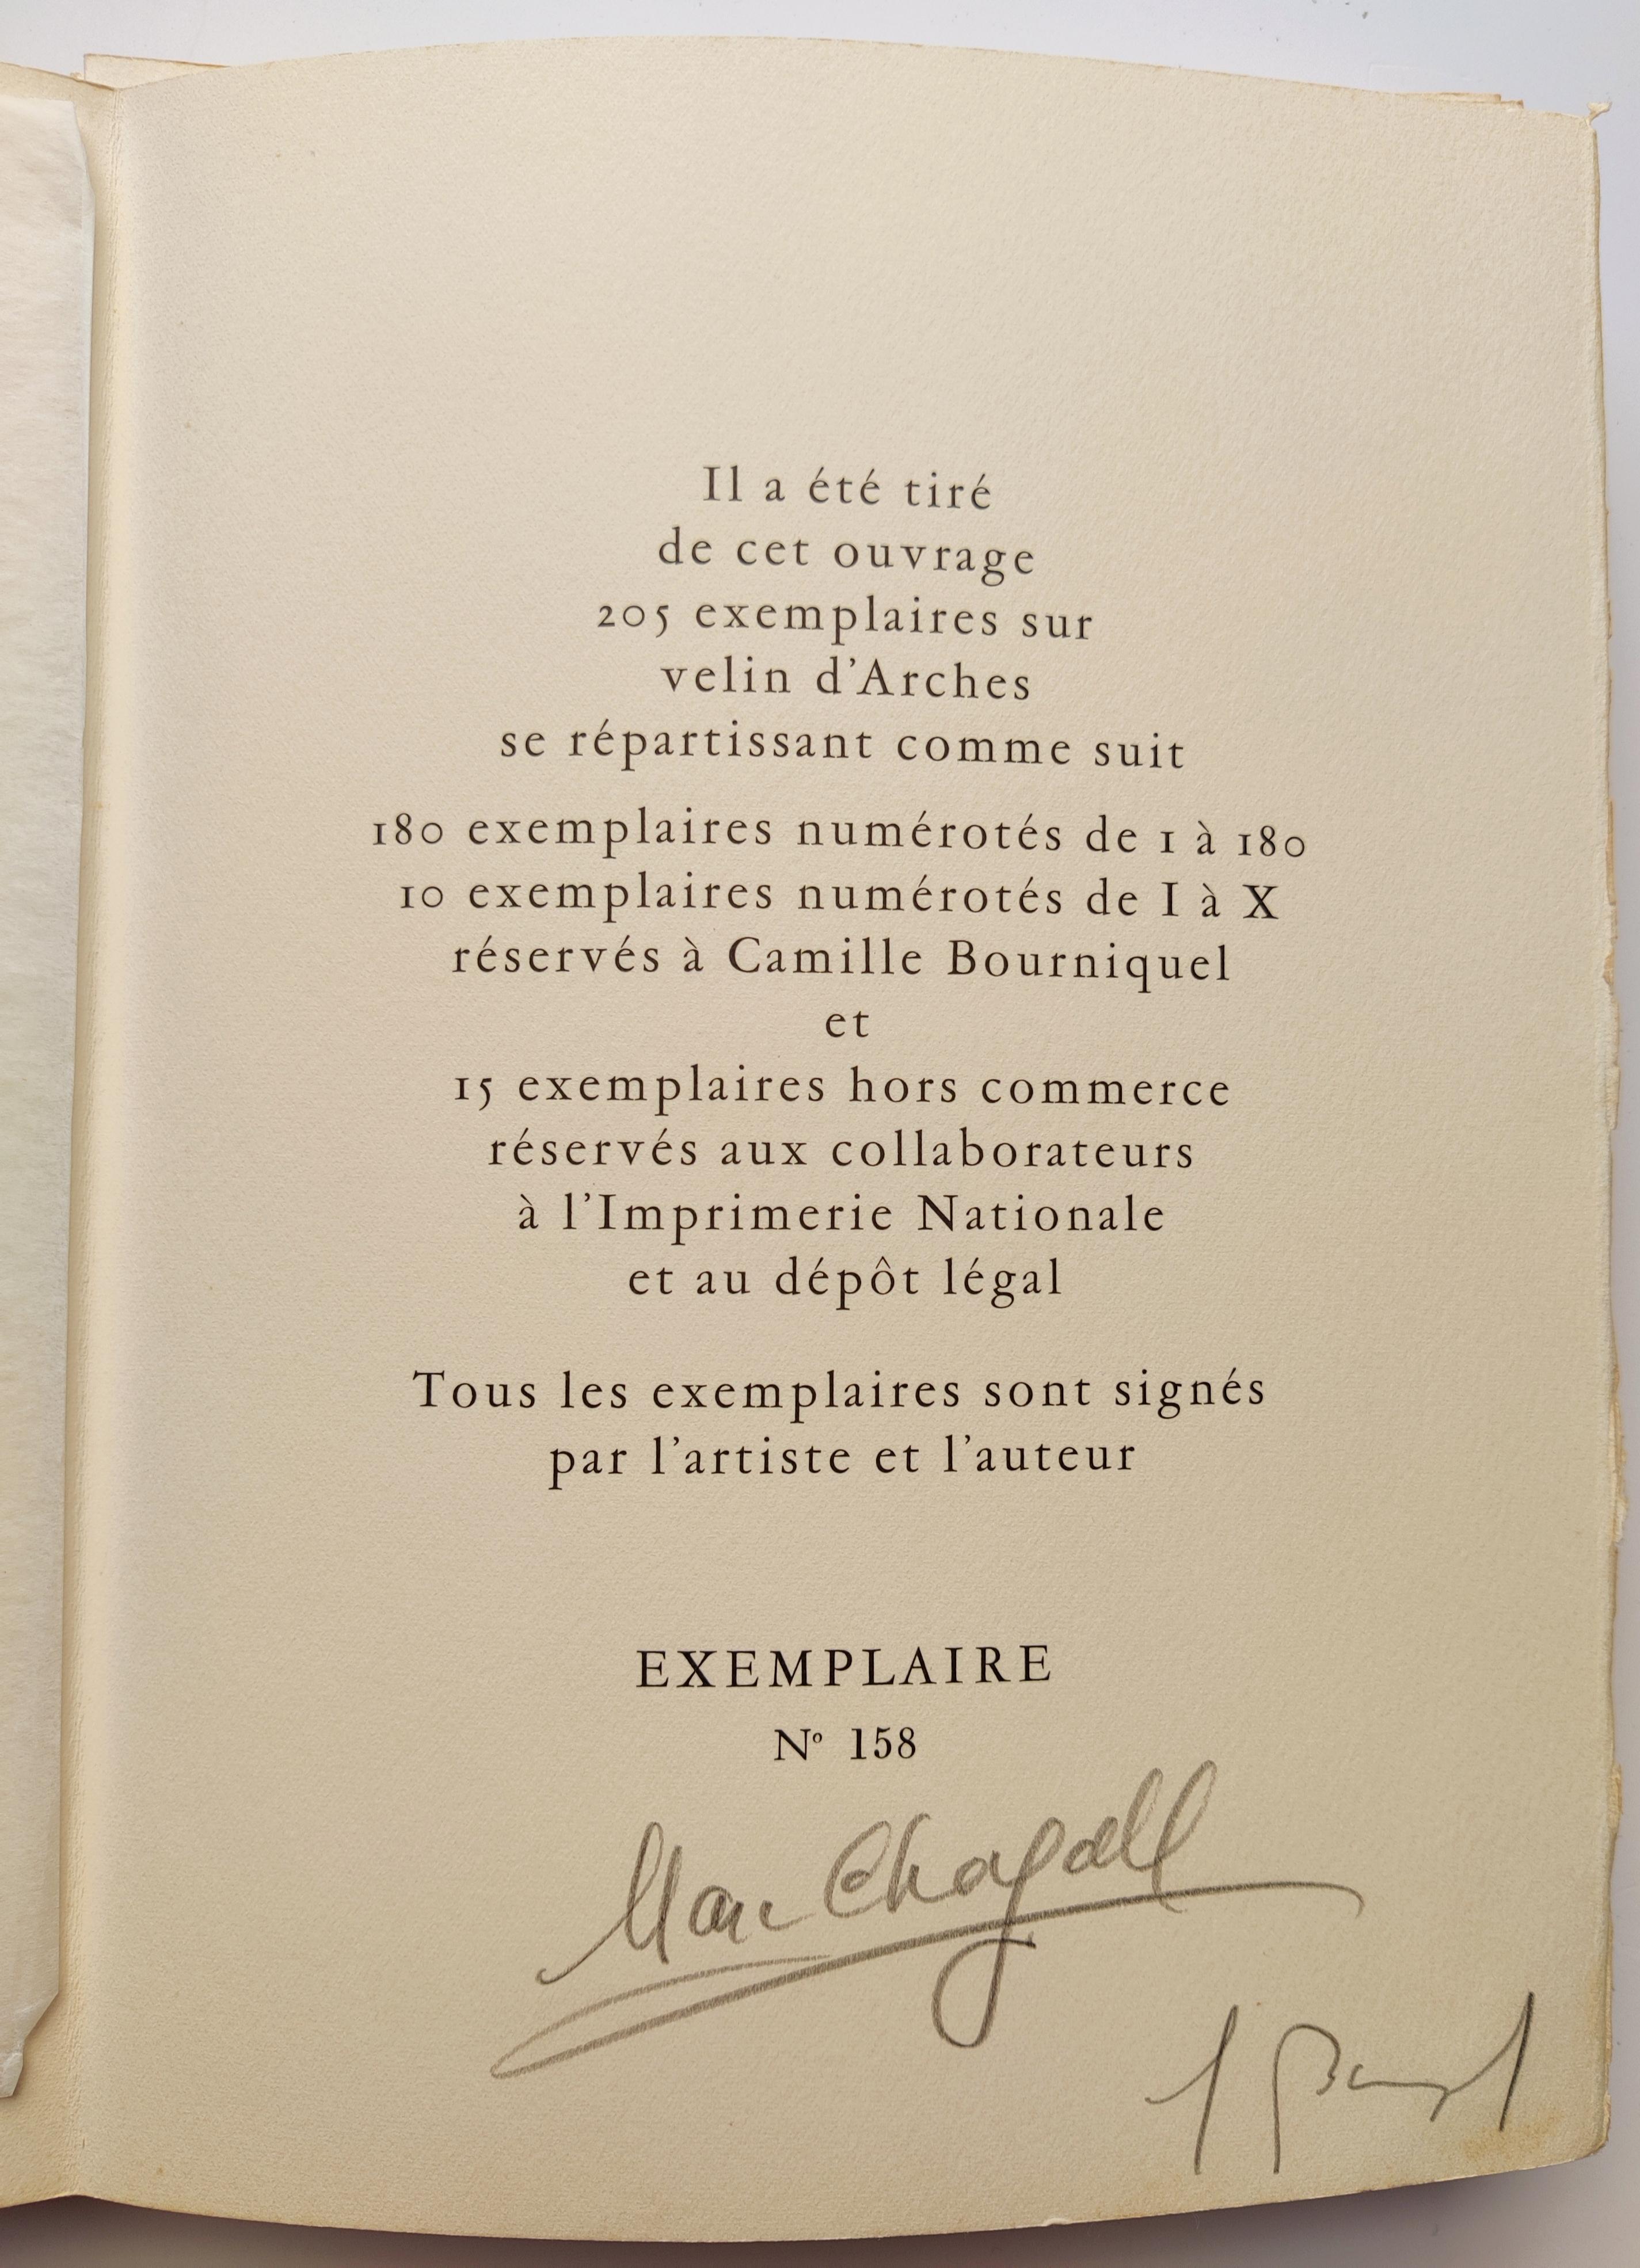 Il a été tiré
de cet ouvrage
205 exemplaires sur
velin d'Arches
se répartissant comme suit
180 exemplaires numérotés de 1 à 180
10 exemplaires numérotés de I à X
réservés à Camille Bourniquel
et
15 exemplaires hors commerce
réservés aux collaborateurs
à l'Imprimerie Nationale
et au dépôt légal
Tous les exemplaires sont signés
par l'artiste et l'auteur
EXEMPLAIRE
Nº 158
Marc Chagall